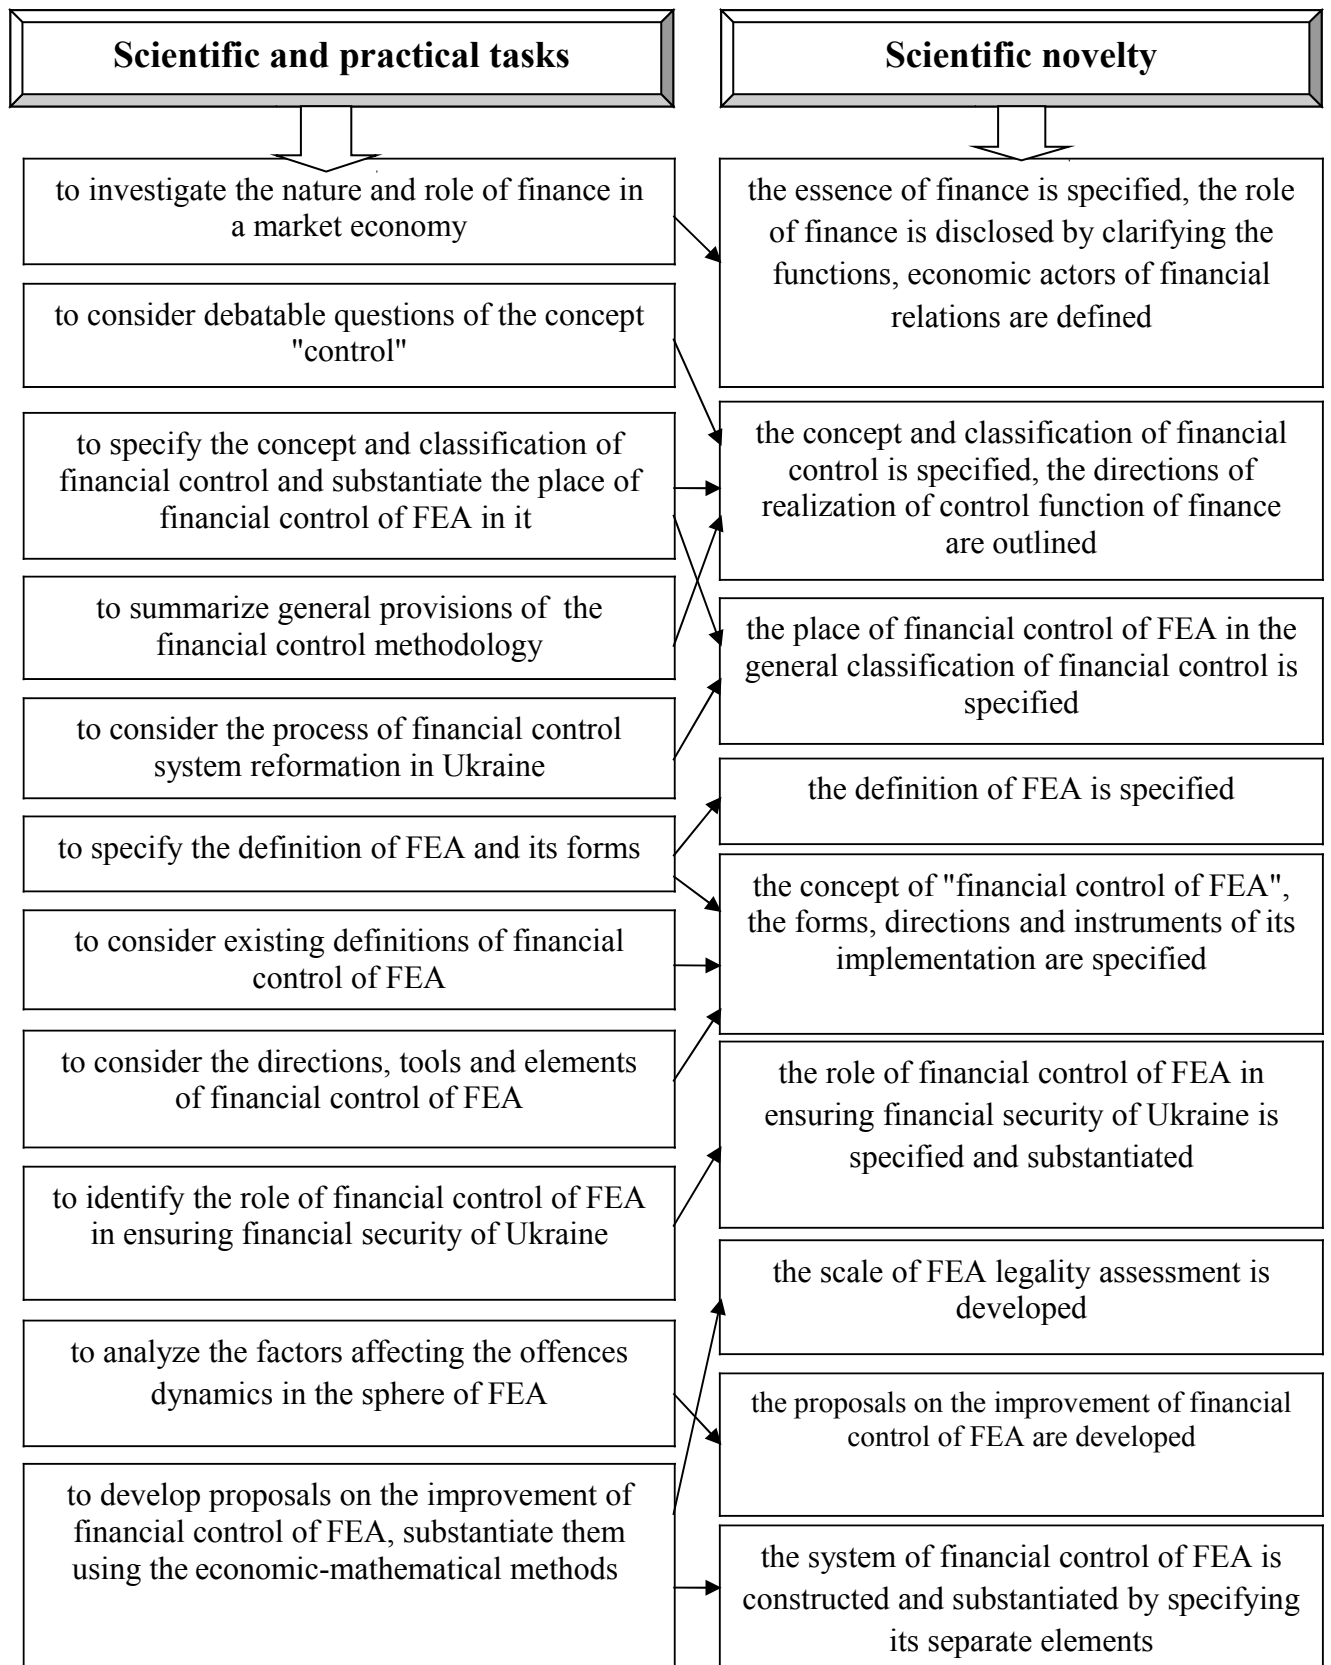 Scientific and practical tasks
to investigate the nature and role of finance in
a market economy
to consider debatable questions of the concept
"control"
to specify the concept and classification of
financial control and substantiate the place of
financial control of FEA in it
to summarize general provisions of the
financial control methodology
to consider the process of financial control
system reformation in Ukraine
to specify the definition of FEA and its forms
to consider existing definitions of financial
control of FEA
to consider the directions, tools and elements
of financial control of FEA
to identify the role of financial control of FEA
in ensuring financial security of Ukraine
to analyze the factors affecting the offences
dynamics in the sphere of FEA
to develop proposals on the improvement of
financial control of FEA, substantiate them
using the economic-mathematical methods
Scientific novelty
the essence of finance is specified, the role
of finance is disclosed by clarifying the
functions, economic actors of financial
relations are defined
the concept and classification of financial
control is specified, the directions of
realization of control function of finance
are outlined
the place of financial control of FEA in the
general classification of financial control is
specified
the definition of FEA is specified
the concept of "financial control of FEA",
the forms, directions and instruments of its
implementation are specified
the role of financial control of FEA in
ensuring financial security of Ukraine is
specified and substantiated
the scale of FEA legality assessment is
developed
the proposals on the improvement of financial
control of FEA are developed
the system of financial control of FEA is
constructed and substantiated by specifying
its separate elements